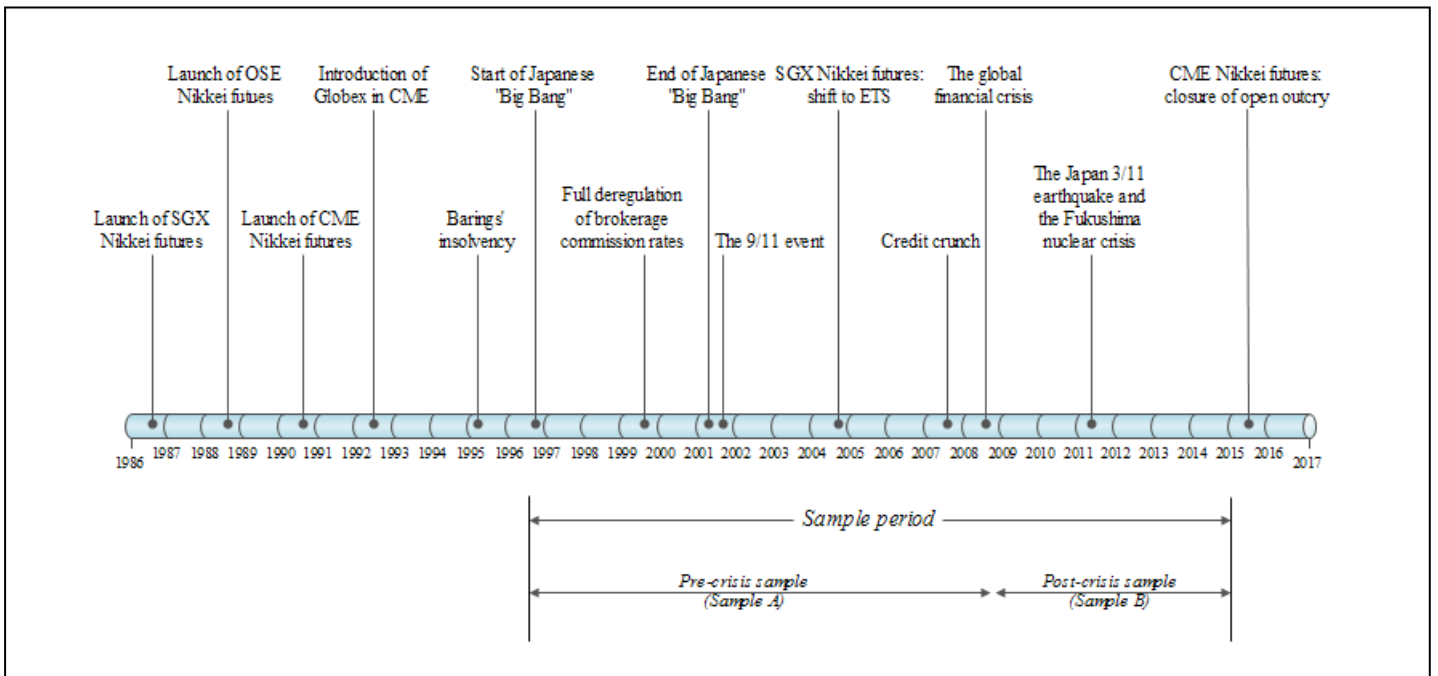 Launch of OSE
Nikkei futues
Introduction of
Globex in CME
Start of Japanese
"Big Bang"
End of Japanese
"Big Bang"
SGX Nikkei futures:
shift to ETS
The global
financial crisis
CME Nikkei futures:
closure of open outcry
Launch of SGX
Nikkei futures
Launch of CME
Nikkei futures
Barings'
insolvency
Full deregulation
of brokerage
commission rates
The 9/11 event
Credit crunch
The Japan 3/11
earthquake and
the Fukushima
nuclear crisis
1986 1987 1988 1989 1990 1991 1992 1993 1994 1995 1996 1997 1998 1999 2000 2001 2002 2003 2004 2005 2006 2007 2008 2009 2010 2011 2012 2013 2014 2015 2016 2017
Sample period
Pre-crisis sample
(Sample A)
Post-crisis sample
(Sample B)